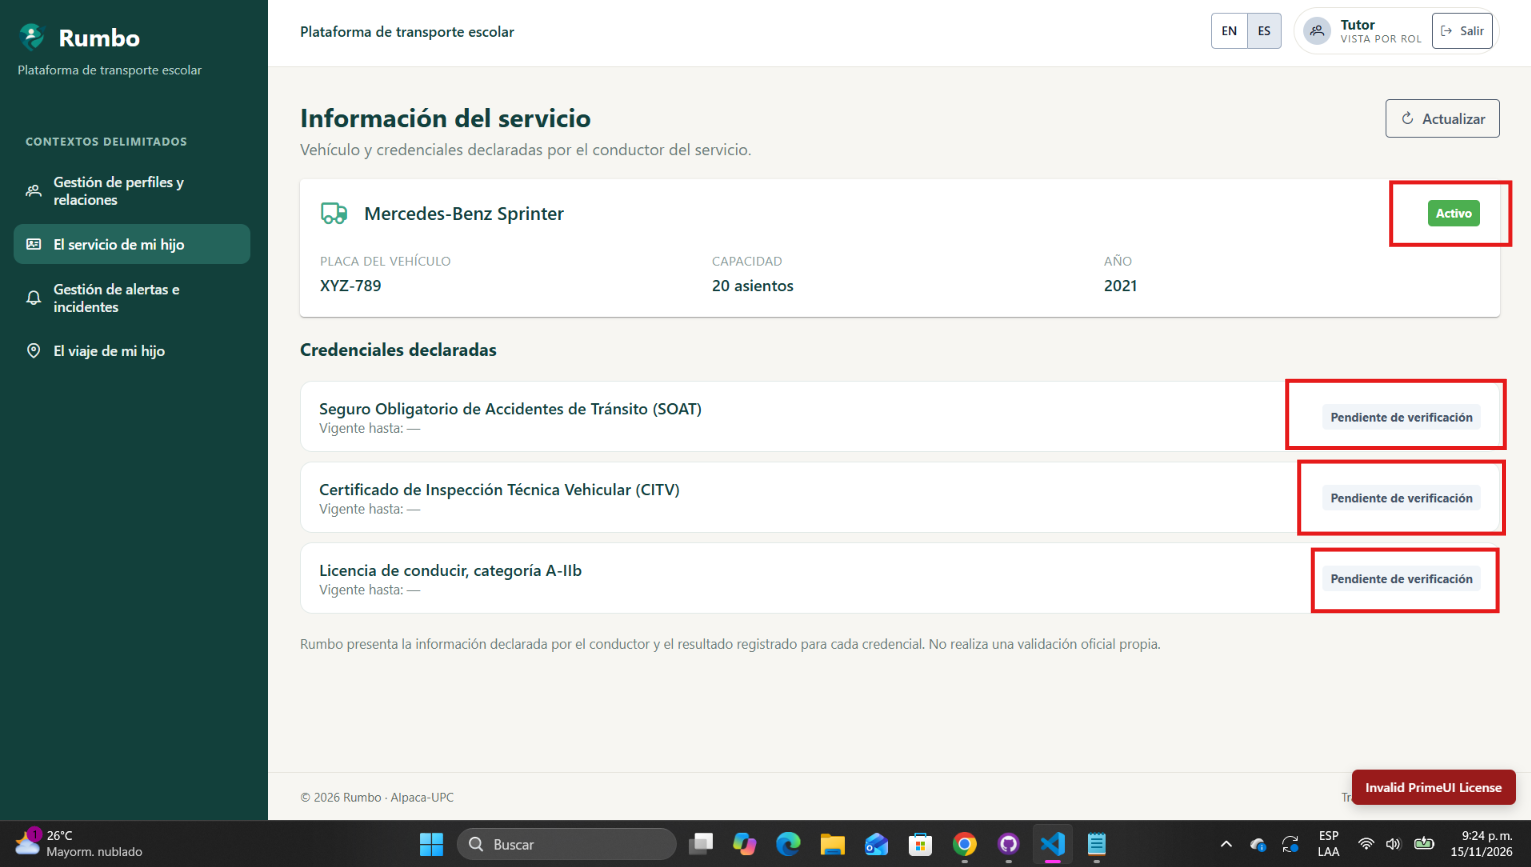 Rumbo
Plataforma de transporte escolar
CONTEXTOS DELIMITADOS
Gestión de perfiles y
relaciones
El servicio de mi hijo
Gestión de alertas e
incidentes
El viaje de mi hijo
Plataforma de transporte escolar
EN
ES
Tutor
VISTA POR ROL
Salir
Información del servicio
Vehículo y credenciales declaradas por el conductor del servicio.
Actualizar
Mercedes-Benz Sprinter
Activo
PLACA DEL VEHÍCULO
XYZ-789
CAPACIDAD
20 asientos
AÑO
2021
Credenciales declaradas
Seguro Obligatorio de Accidentes de Tránsito (SOAT)
Vigente hasta: —
Pendiente de verificación
Certificado de Inspección Técnica Vehicular (CITV)
Vigente hasta: —
Pendiente de verificación
Licencia de conducir, categoría A-IIb
Vigente hasta: —
Pendiente de verificación
Rumbo presenta la información declarada por el conductor y el resultado registrado para cada credencial. No realiza una validación oficial propia.
© 2026 Rumbo · Alpaca-UPC
Invalid PrimeUI License
1
26°C
Mayorm. nublado
Buscar
ESP
LAA
9:24 p.m.
15/11/2026